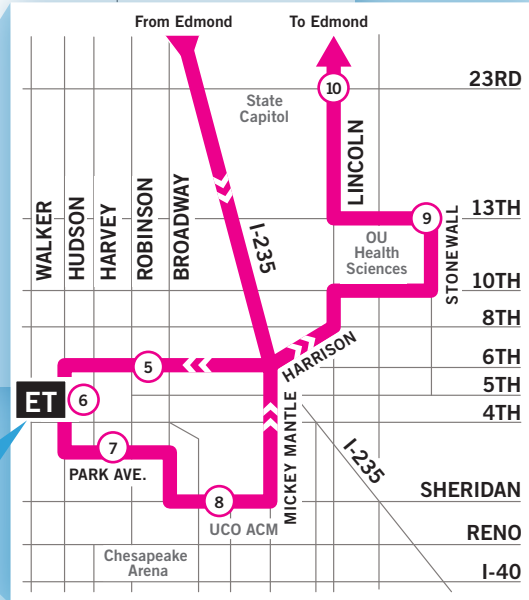 From Edmond
To Edmond
10
23RD
State
Capitol
LINCOLN
WALKER
HUDSON
HARVEY
ROBINSON
BROADWAY
I-235
9
13TH
OU
Health
Sciences
STONEWALL
10TH
8TH
HARRISON
5
6TH
5TH
ET
6
4TH
7
PARK AVE.
MICKEY MANTLE
I-235
8
SHERIDAN
UCO ACM
RENO
Chesapeake
Arena
I-40